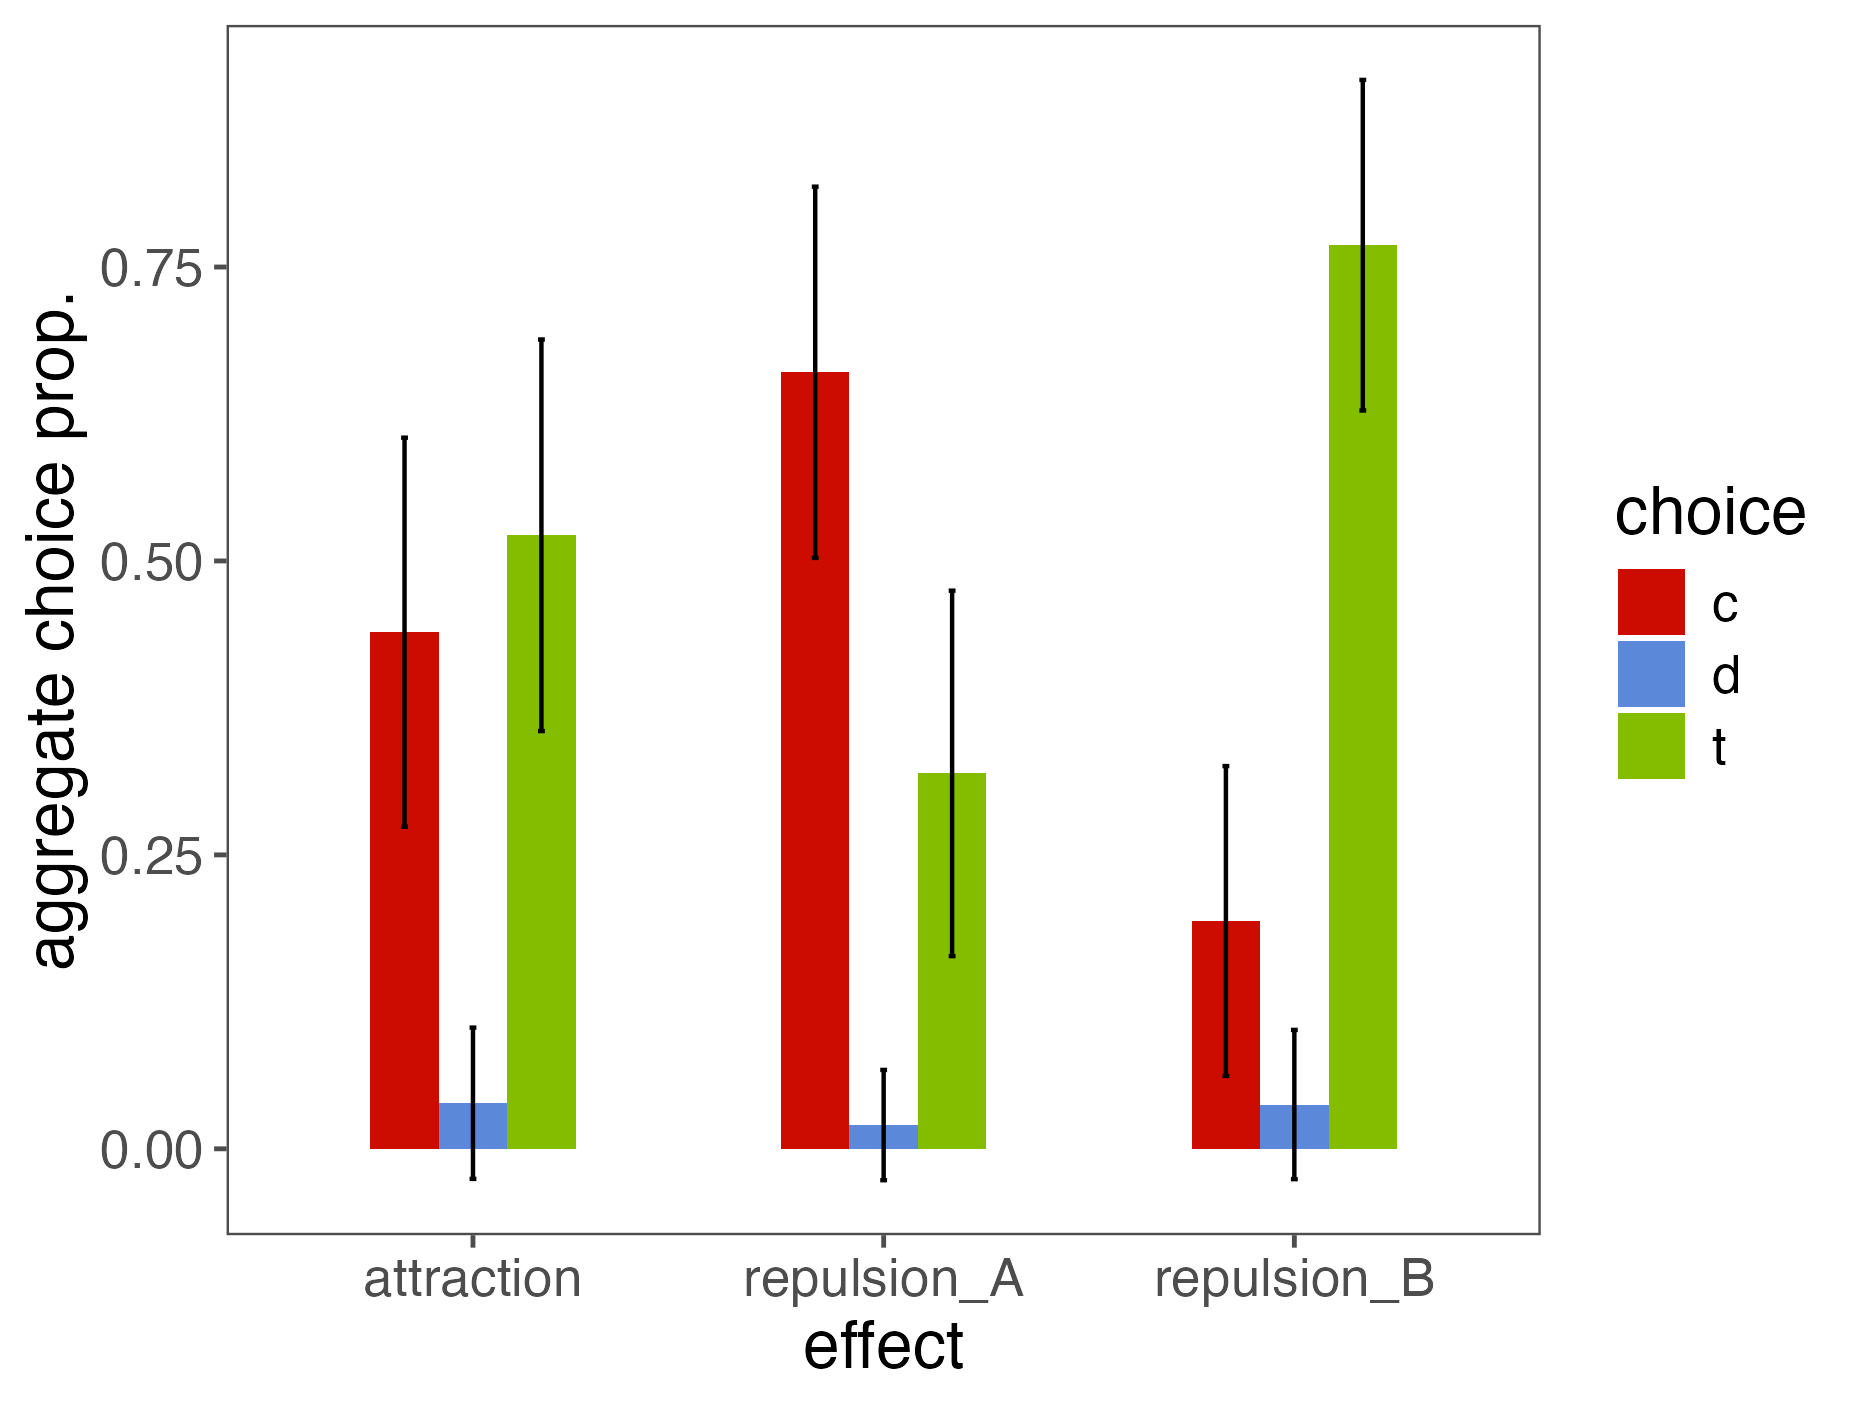 aggregate choice prop.
0.75
0.50
0.25
0.00
attraction
repulsion_A
repulsion_B
effect
choice
c
d
t